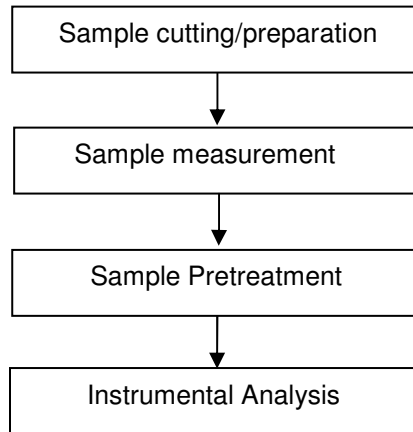 Sample cutting/preparation
Sample measurement
Sample Pretreatment
Instrumental Analysis